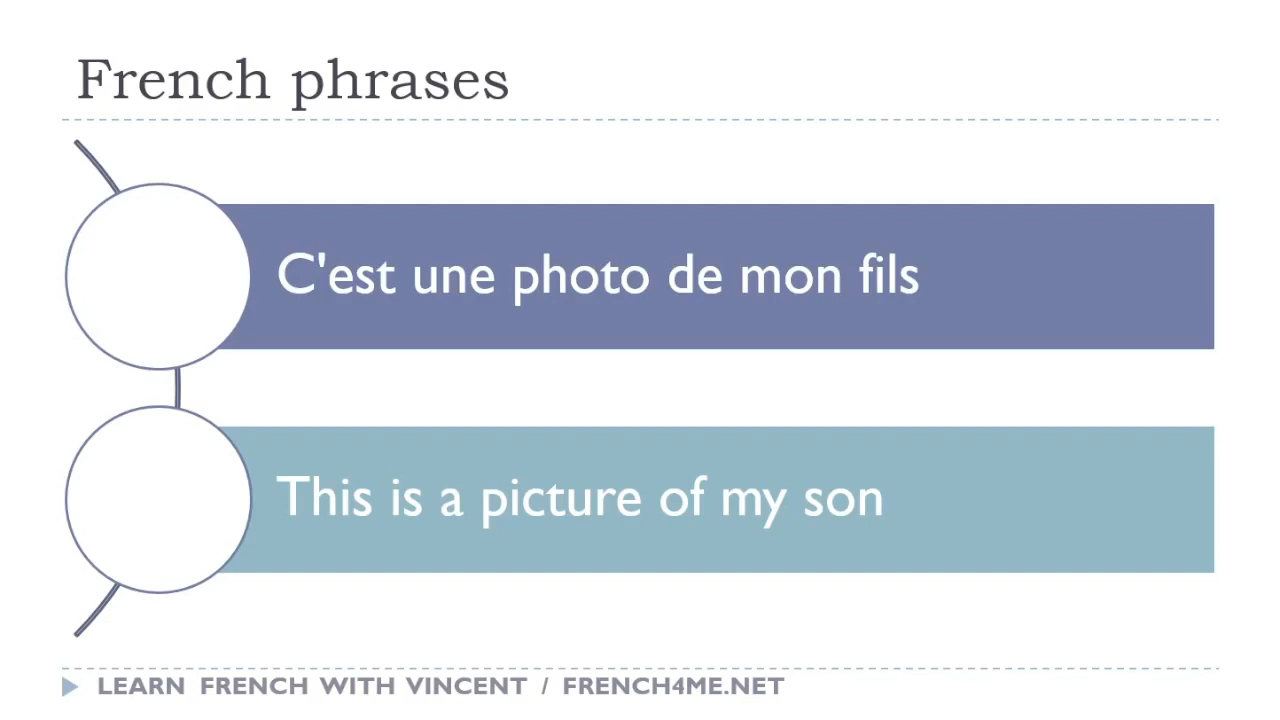 French phrases
C'est une photo de mon fils
This is a picture of my son
LEARN FRENCH WITH VINCENT / FRENCH4ME.NET